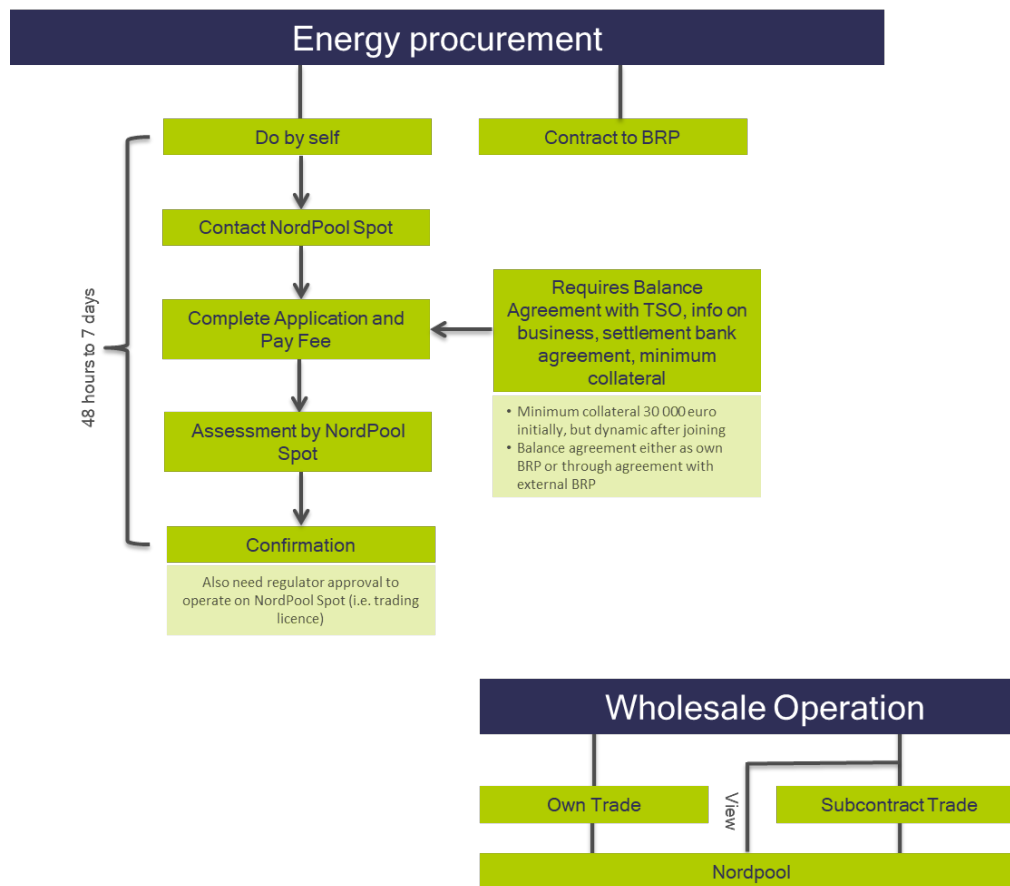 Energy procurement
Do by self
Contract to BRP
Contact NordPool Spot
48 hours to 7 days
Complete Application and
Pay Fee
Requires Balance
Agreement with TSO, info on
business, settlement bank
agreement, minimum
collateral
• Minimum collateral 30 000 euro
initially, but dynamic after joining
• Balance agreement either as own
BRP or through agreement with
external BRP
Assessment by NordPool
Spot
Confirmation
Also need regulator approval to
operate on NordPool Spot (i.e. trading
licence)
Wholesale Operation
Own Trade
View
Subcontract Trade
Nordpool